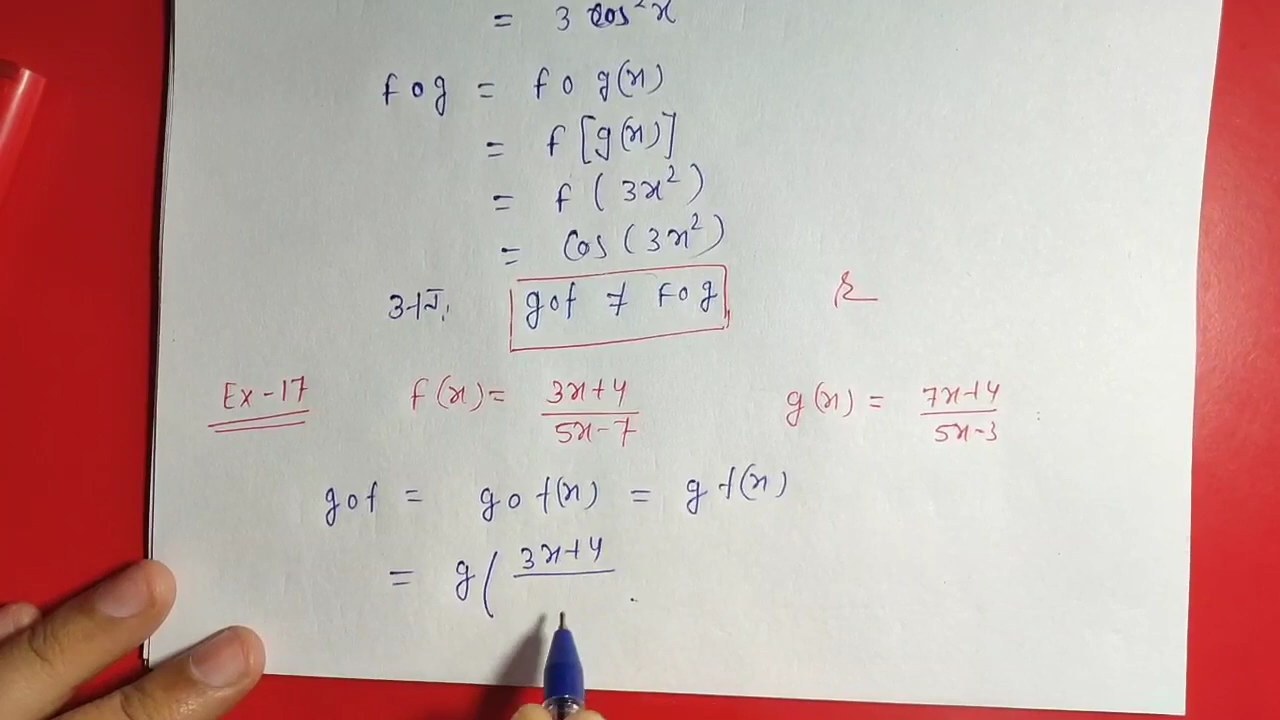 = 3 cos²x
fog = fo g(x)
= f[g(x)]
= f(3x²)
= cos(3x²)
अतः gof ≠ fog
Ex-17 f(x) = (3x+4)/(5x-7) g(x) = (7x+4)/(5x-3)
gof = gof(x) = gf(x)
= g( 3x+4